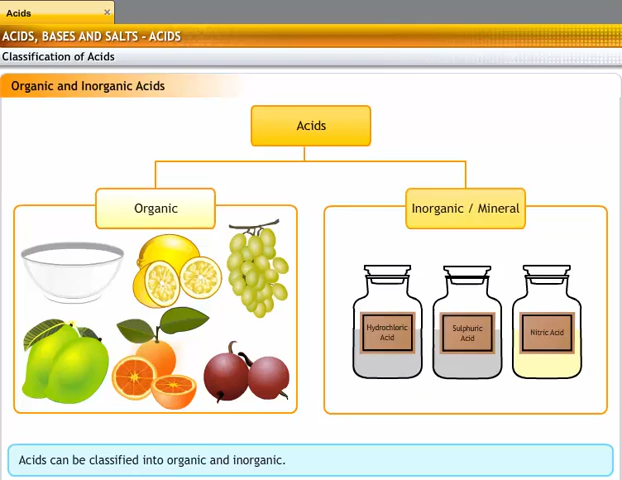 Acids
ACIDS, BASES AND SALTS - ACIDS
Classification of Acids
Organic and Inorganic Acids
Acids
Organic
Inorganic / Mineral
Hydrochloric
Acid
Sulphuric
Acid
Nitric Acid
Acids can be classified into organic and inorganic.